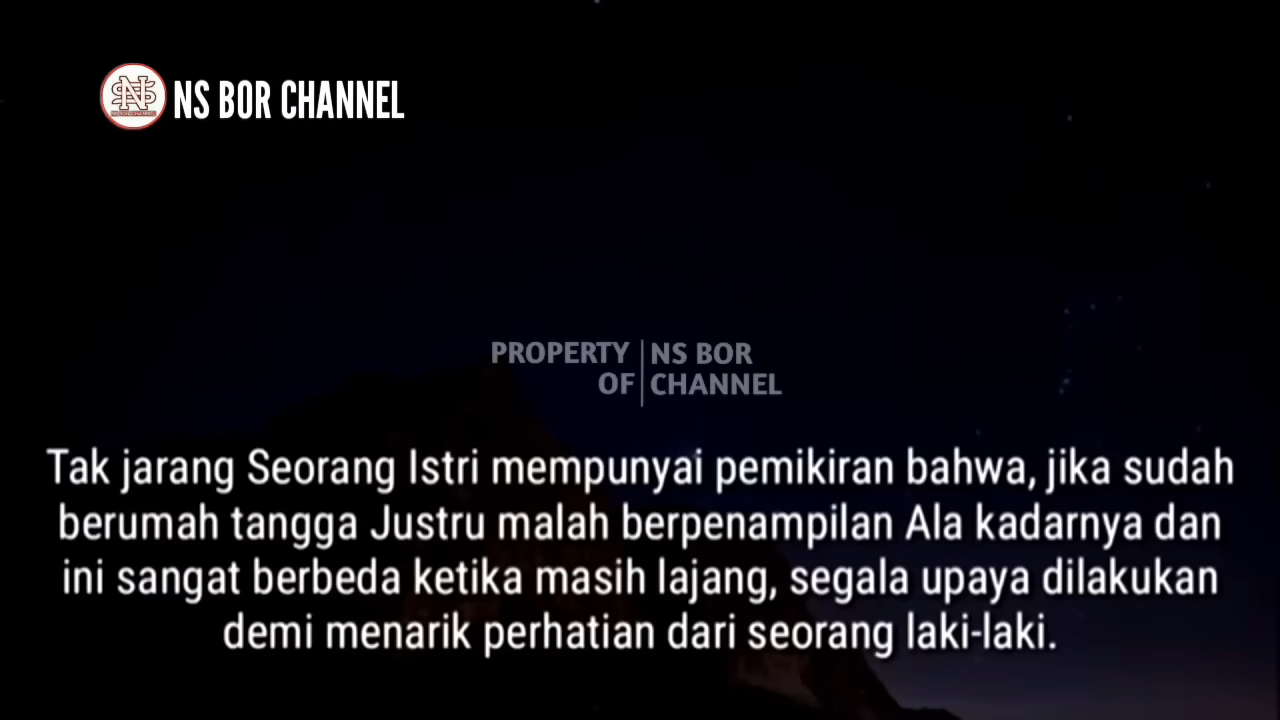 NS BOR CHANNEL
PROPERTY OF
NS BOR CHANNEL
Tak jarang Seorang Istri mempunyai pemikiran bahwa, jika sudah
berumah tangga Justru malah berpenampilan Ala kadarnya dan
ini sangat berbeda ketika masih lajang, segala upaya dilakukan
demi menarik perhatian dari seorang laki-laki.